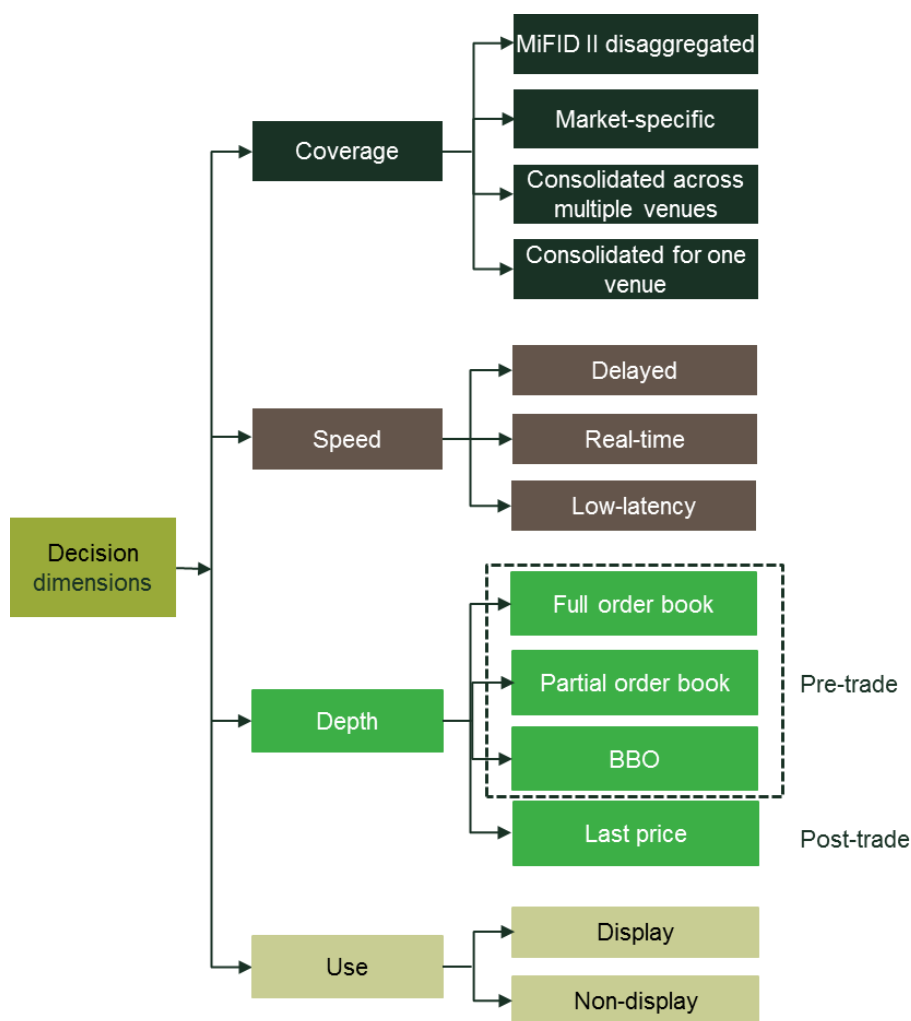 MiFID II disaggregated
Coverage
Market-specific
Consolidated across
multiple venues
Consolidated for one
venue
Delayed
Speed
Real-time
Low-latency
Decision
dimensions
Full order book
Partial order book
Pre-trade
Depth
BBO
Last price
Post-trade
Display
Use
Non-display